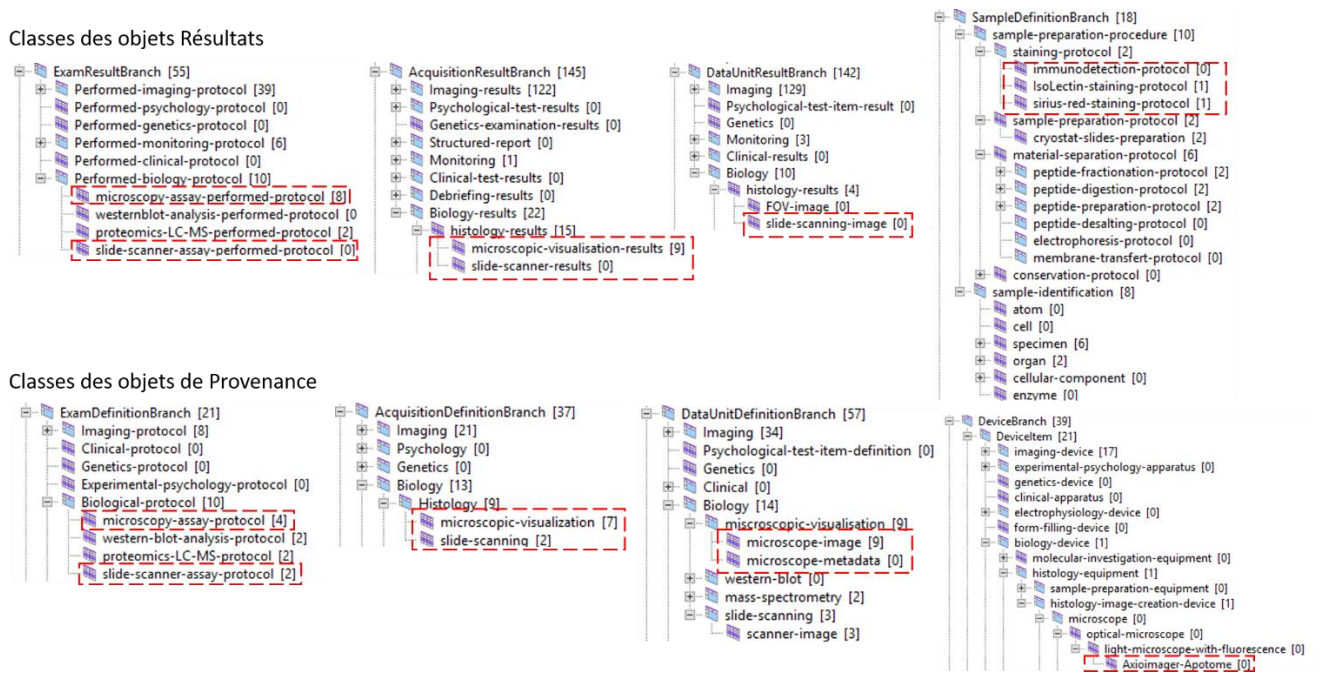 Classes des objets Résultats
ExamResultBranch [55]
Performed-imaging-protocol [39]
Performed-psychology-protocol [0]
Performed-genetics-protocol [0]
Performed-monitoring-protocol [6]
Performed-clinical-protocol [0]
Performed-biology-protocol [10]
microscopy-assay-performed-protocol [8]
westernblot-analysis-performed-protocol [0
proteomics-LC-MS-performed-protocol [2]
slide-scanner-assay-performed-protocol [0]
AcquisitionResultBranch [145]
Imaging-results [122]
Psychological-test-results [0]
Genetics-examination-results [0]
Structured-report [0]
Monitoring [1]
Clinical-test-results [0]
Debriefing-results [0]
Biology-results [22]
histology-results [15]
microscopic-visualisation-results [9]
slide-scanner-results [0]
DataUnitResultBranch [142]
Imaging [129]
Psychological-test-item-result [0]
Genetics [0]
Monitoring [3]
Clinical-results [0]
Biology [10]
histology-results [4]
FOV-image [0]
slide-scanning-image [0]
SampleDefinitionBranch [18]
sample-preparation-procedure [10]
staining-protocol [2]
immunodetection-protocol [0]
IsoLectin-staining-protocol [1]
sirius-red-staining-protocol [1]
sample-preparation-protocol [2]
cryostat-slides-preparation [2]
material-separation-protocol [6]
peptide-fractionation-protocol [2]
peptide-digestion-protocol [2]
peptide-preparation-protocol [2]
peptide-desalting-protocol [0]
electrophoresis-protocol [0]
membrane-transfert-protocol [0]
conservation-protocol [0]
sample-identification [8]
atom [0]
cell [0]
specimen [6]
organ [2]
cellular-component [0]
enzyme [0]
Classes des objets de Provenance
ExamDefinitionBranch [21]
Imaging-protocol [8]
Clinical-protocol [0]
Genetics-protocol [0]
Experimental-psychology-protocol [0]
Biological-protocol [10]
microscopy-assay-protocol [4]
western-blot-analysis-protocol [2]
proteomics-LC-MS-protocol [2]
slide-scanner-assay-protocol [2]
AcquisitionDefinitionBranch [37]
Imaging [21]
Psychology [0]
Genetics [0]
Biology [13]
Histology [9]
microscopic-visualization [7]
slide-scanning [2]
DataUnitDefinitionBranch [57]
Imaging [34]
Psychological-test-item-definition [0]
Genetics [0]
Clinical [0]
Biology [14]
miscroscopic-visualisation [9]
microscope-image [9]
microscope-metadata [0]
western-blot [0]
mass-spectrometry [2]
slide-scanning [3]
scanner-image [3]
DeviceBranch [39]
DeviceItem [21]
imaging-device [17]
experimental-psychology-apparatus [0]
genetics-device [0]
clinical-apparatus [0]
electrophysiology-device [0]
form-filling-device [0]
biology-device [1]
molecular-investigation-equipment [0]
histology-equipment [1]
sample-preparation-equipment [0]
histology-image-creation-device [1]
microscope [0]
optical-microscope [0]
light-microscope-with-fluorescence [0]
Axioimager-Apotome [0]